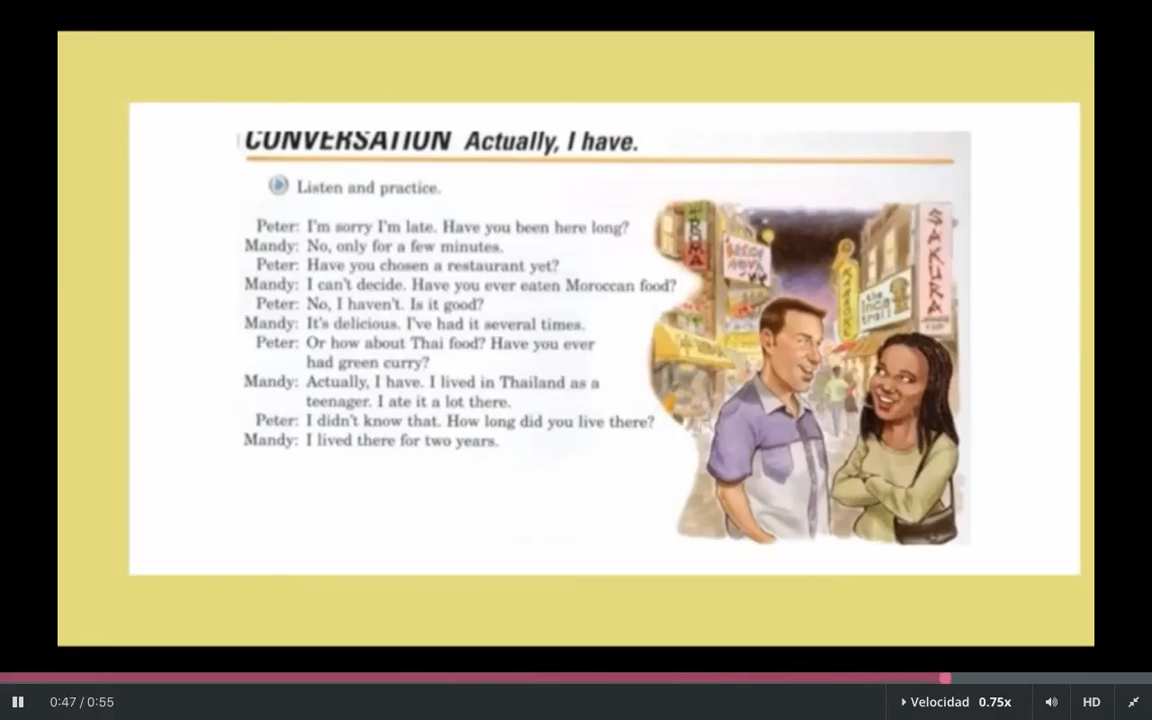 CONVERSATION Actually, I have.
Listen and practice.
Peter: I'm sorry I'm late. Have you been here long?
Mandy: No, only for a few minutes.
Peter: Have you chosen a restaurant yet?
Mandy: I can't decide. Have you ever eaten Moroccan food?
Peter: No, I haven't. Is it good?
Mandy: It's delicious. I've had it several times.
Peter: Or how about Thai food? Have you ever
had green curry?
Mandy: Actually, I have. I lived in Thailand as a
teenager. I ate it a lot there.
Peter: I didn't know that. How long did you live there?
Mandy: I lived there for two years.
ROMA
KARAOKE
the
Inca
trail
SAKURA
0:47 / 0:55
Velocidad 0.75x
HD